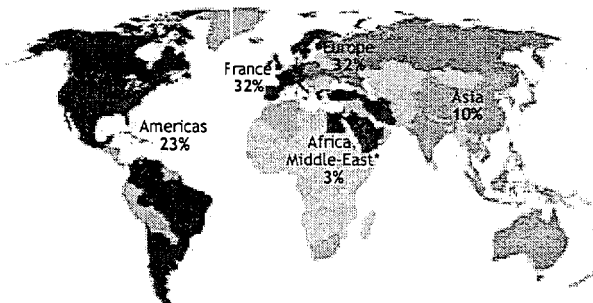 Europe
32%
France
32%
Asia
10%
Americas
23%
Africa,
Middle-East*
3%